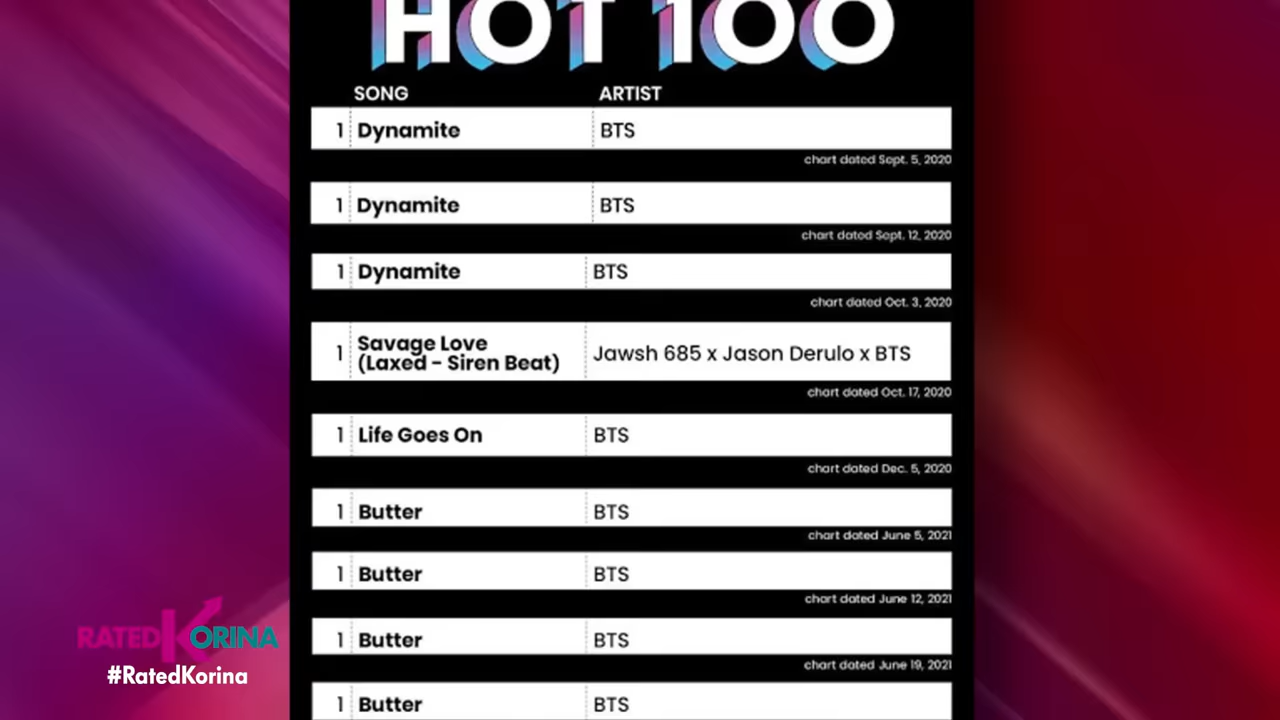 HOT 100
SONG ARTIST
1 Dynamite BTS
chart dated Sept. 5, 2020
1 Dynamite BTS
chart dated Sept. 12, 2020
1 Dynamite BTS
chart dated Oct. 3, 2020
1 Savage Love
(Laxed - Siren Beat) Jawsh 685 x Jason Derulo x BTS
chart dated Oct. 17, 2020
1 Life Goes On BTS
chart dated Dec. 5, 2020
1 Butter BTS
chart dated June 5, 2021
1 Butter BTS
chart dated June 12, 2021
1 Butter BTS
chart dated June 19, 2021
1 Butter BTS
RATED KORINA
#RatedKorina